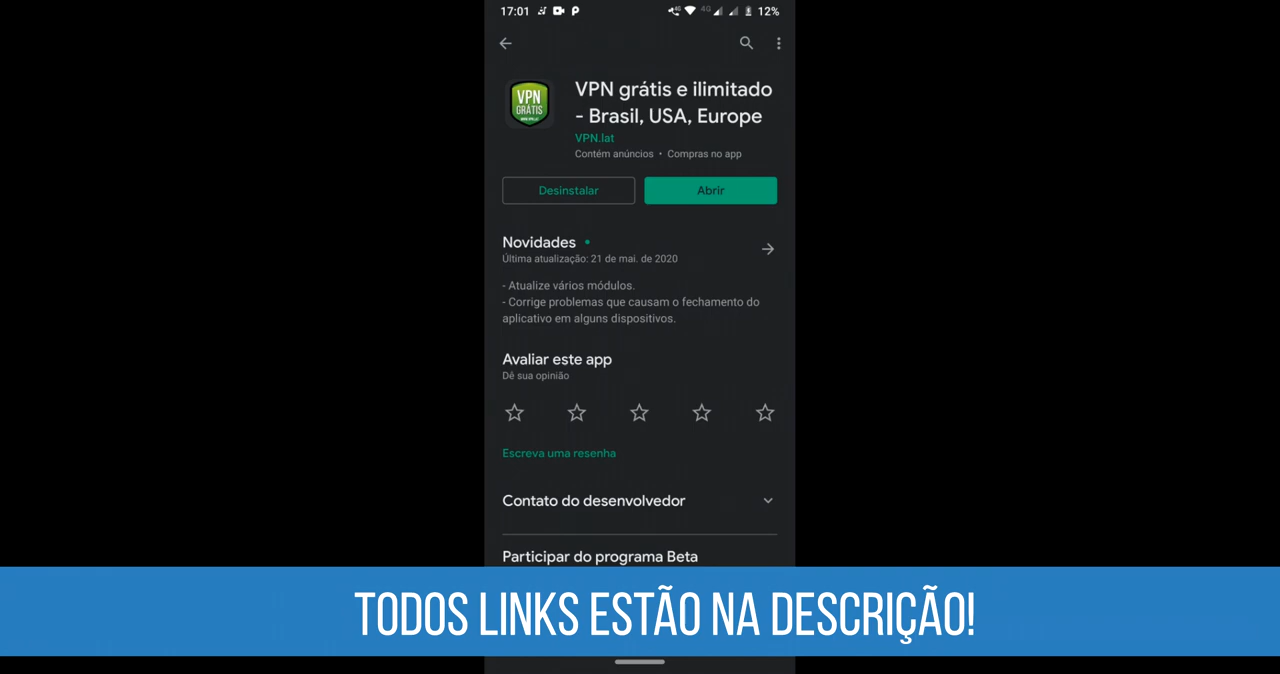 17:01
4G
12%
VPN
GRÁTIS
VPN grátis e ilimitado
- Brasil, USA, Europe
VPN.lat
Contém anúncios • Compras no app
Desinstalar
Abrir
Novidades •
Última atualização: 21 de mai. de 2020
- Atualize vários módulos.
- Corrige problemas que causam o fechamento do
aplicativo em alguns dispositivos.
Avaliar este app
Dê sua opinião
Escreva uma resenha
Contato do desenvolvedor
Participar do programa Beta
TODOS LINKS ESTÃO NA DESCRIÇÃO!